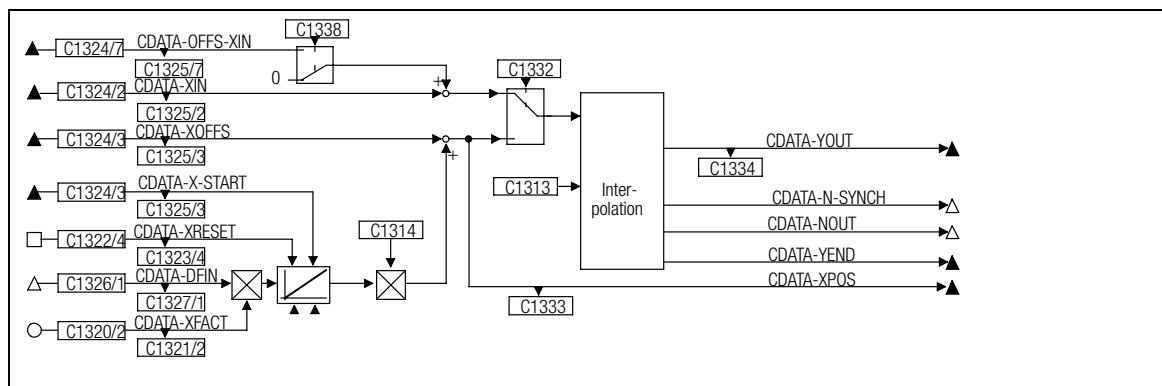 C1338
C1324/7 CDATA-OFFS-XIN
C1325/7
0
C1332
C1324/2 CDATA-XIN
+
C1325/2
C1324/3 CDATA-XOFFS
+
C1325/3
CDATA-YOUT
C1334
C1324/3 CDATA-X-START
C1325/3
C1313
Inter-
polation
CDATA-N-SYNCH
C1322/4 CDATA-XRESET
C1314
CDATA-NOUT
C1323/4
CDATA-YEND
C1326/1 CDATA-DFIN
CDATA-XPOS
C1327/1
C1333
C1320/2 CDATA-XFACT
C1321/2